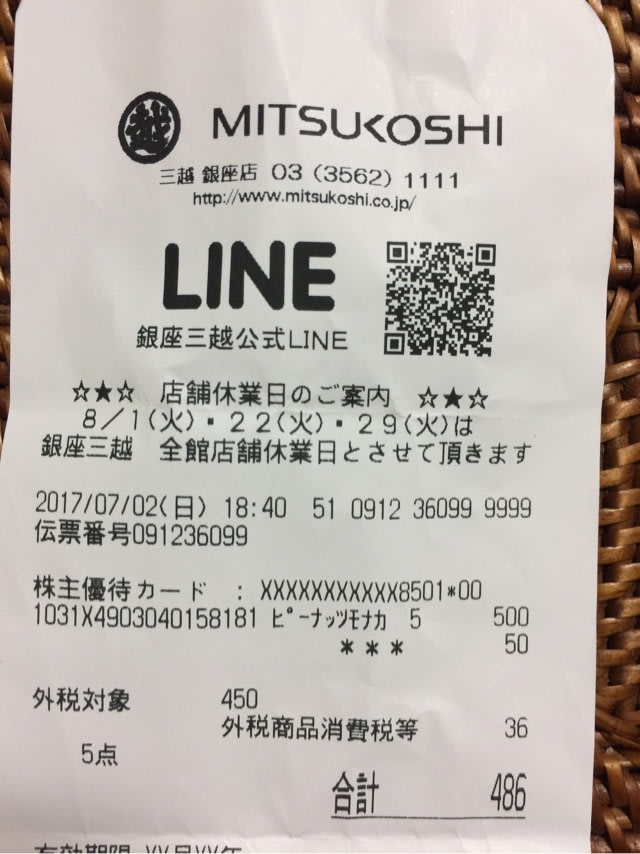 越 MITSUKOSHI
三越 銀座店 03 (3562) 1111
http://www.mitsukoshi.co.jp/
LINE
銀座三越公式LINE
☆★☆ 店舗休業日のご案内 ☆★☆
8/1(火)・22(火)・29(火)は
銀座三越 全館店舗休業日とさせて頂きます
2017/07/02(日) 18:40 51 0912 36099 9999
伝票番号091236099
株主優待カード : XXXXXXXXXXX8501*00
1031X4903040158181 ピーナッツモナカ 5 500
*** 50
外税対象 450
外税商品消費税等 36
5点
合計 486